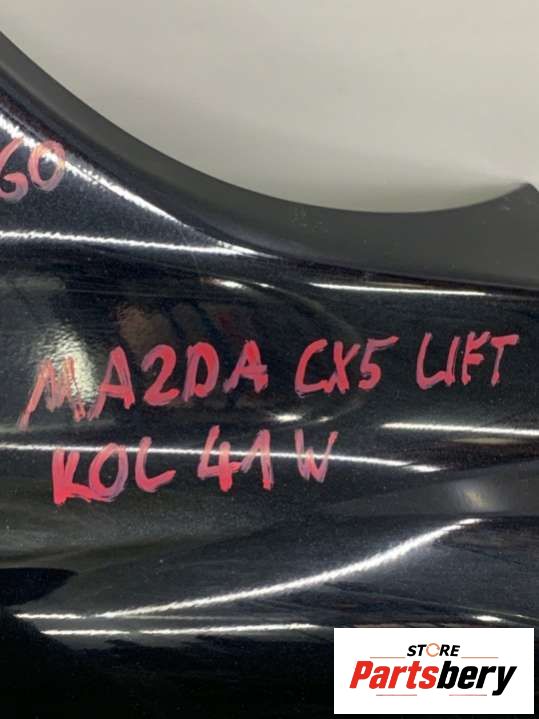 60
MAZDA CX5 LIFT
KOL 41W
STORE
Partsbery